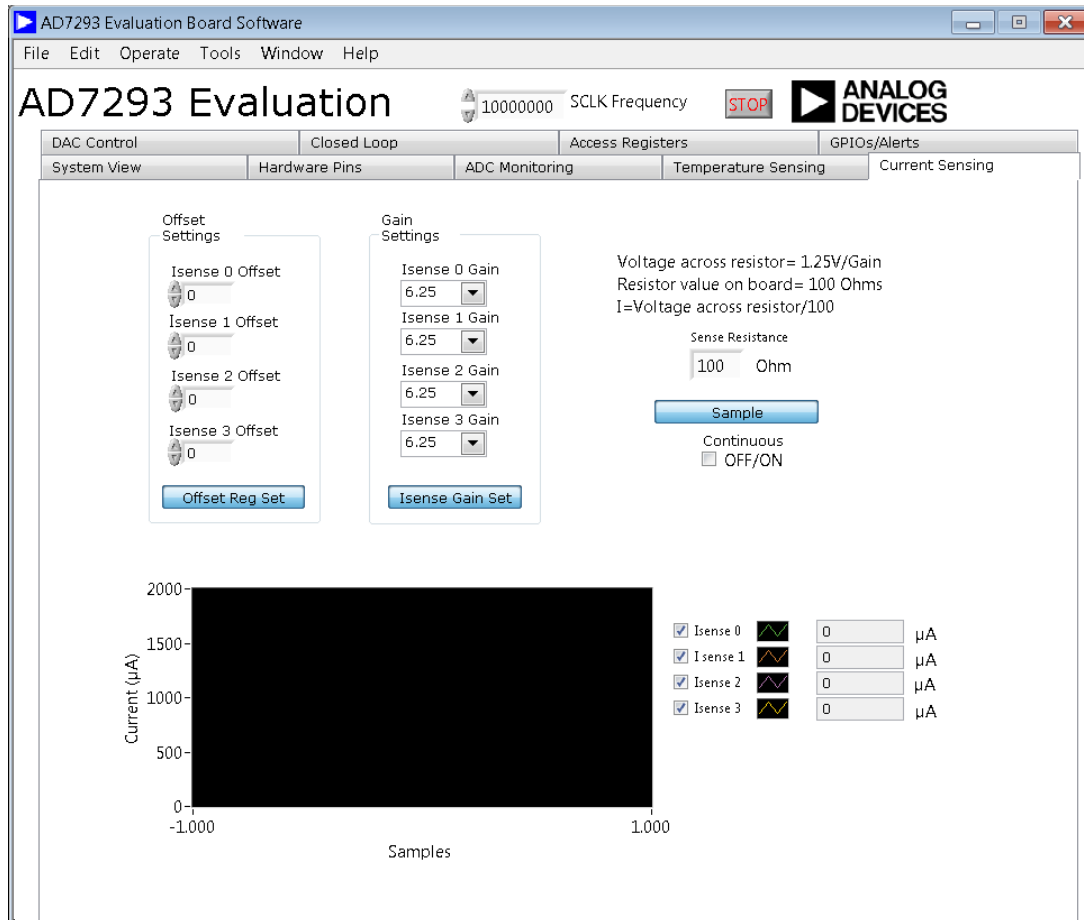 AD7293 Evaluation Board Software
File Edit Operate Tools Window Help
AD7293 Evaluation
10000000 SCLK Frequency
STOP
ANALOG
DEVICES
DAC Control Closed Loop Access Registers GPIOs/Alerts
System View Hardware Pins ADC Monitoring Temperature Sensing Current Sensing
Offset
Settings
Isense 0 Offset
0
Isense 1 Offset
0
Isense 2 Offset
0
Isense 3 Offset
0
Offset Reg Set
Gain
Settings
Isense 0 Gain
6.25
Isense 1 Gain
6.25
Isense 2 Gain
6.25
Isense 3 Gain
6.25
Isense Gain Set
Voltage across resistor= 1.25V/Gain
Resistor value on board= 100 Ohms
I=Voltage across resistor/100
Sense Resistance
100 Ohm
Sample
Continuous
OFF/ON
Current (µA)
2000
1500
1000
500
0
-1.000 1.000
Samples
Isense 0 0 µA
I sense 1 0 µA
Isense 2 0 µA
Isense 3 0 µA